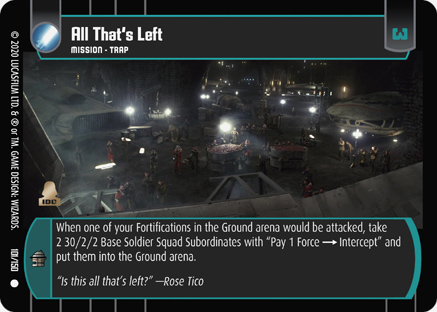 All That's Left
MISSION - TRAP
© 2020 LUCASFILM LTD. & ® or TM. GAME DESIGN: WIZARDS.
100
101/150
When one of your Fortifications in the Ground arena would be attacked, take
2 30/2/2 Base Soldier Squad Subordinates with “Pay 1 Force → Intercept” and
put them into the Ground arena.
“Is this all that's left?” —Rose Tico